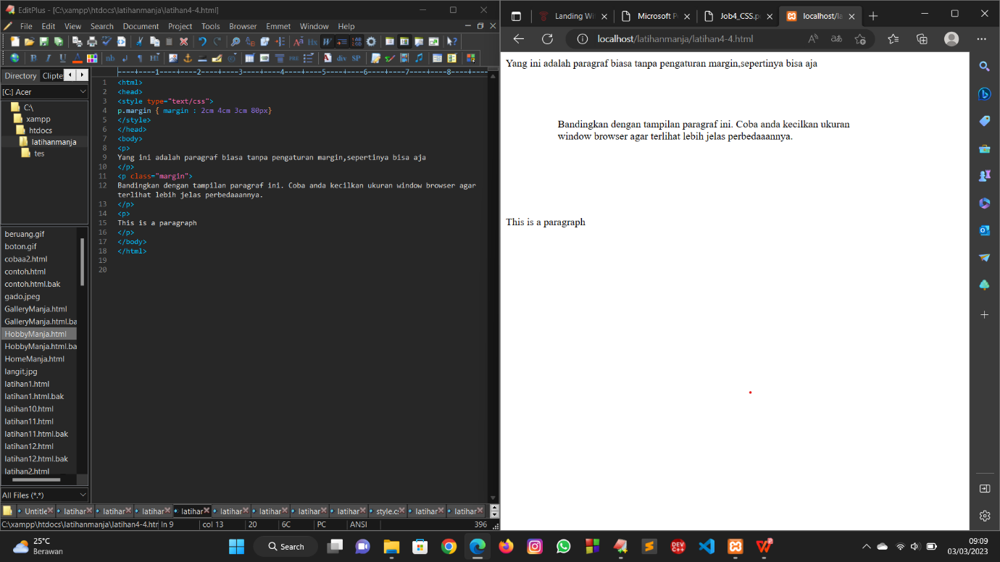 EditPlus - [C:\xampp\htdocs\latihanmanja\latihan4-4.html]
File Edit View Search Document Project Tools Browser Emmet Window Help
Directory Clipte
[C:] Acer
C:\
xampp
htdocs
latihanmanja
tes
beruang.gif
boton.gif
cobaa2.html
contoh.html
contoh.html.bak
gado.jpeg
GalleryManja.html
GalleryManja.html.ba
HobbyManja.html
HobbyManja.html.ba
HomeManja.html
langit.jpg
latihan1.html
latihan1.html.bak
latihan10.html
latihan11.html
latihan11.html.bak
latihan12.html
latihan12.html.bak
latihan2.html
All Files (*.*)
----+----1----+----2----+----3----+----4----+----5----+----6----+----7----+----8----+---
1 <html>
2 <head>
3 <style type="text/css">
4 p.margin { margin : 2cm 4cm 3cm 80px}
5 </style>
6 </head>
7 <body>
8 <p>
9 Yang ini adalah paragraf biasa tanpa pengaturan margin,sepertinya bisa aja
10 </p>
11 <p class="margin">
12 Bandingkan dengan tampilan paragraf ini. Coba anda kecilkan ukuran window browser agar
terlihat lebih jelas perbedaaannya.
13 </p>
14 <p>
15 This is a paragraph
16 </p>
17 </body>
18 </html>
19
20
Untitle latihar latihar latihar latihar latihar latihar latihar latihar style.c latihar latihar
C:\xampp\htdocs\latihanmanja\latihan4-4.htr ln 9 col 13 20 6C PC ANSI 396
Landing Wi Microsoft P Job4_CSS.p localhost/la
localhost/latihanmanja/latihan4-4.html
Yang ini adalah paragraf biasa tanpa pengaturan margin,sepertinya bisa aja
Bandingkan dengan tampilan paragraf ini. Coba anda kecilkan ukuran
window browser agar terlihat lebih jelas perbedaaannya.
This is a paragraph
25°C
Berawan
Search
09:09
03/03/2023